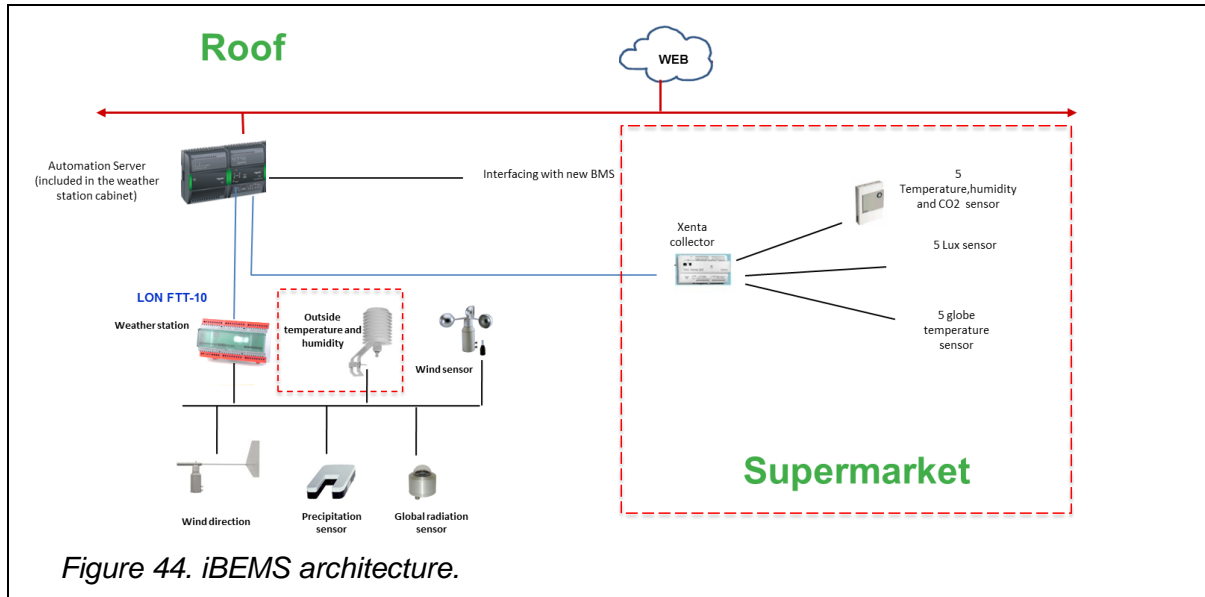 Roof
WEB
Automation Server
(included in the weather
station cabinet)
Interfacing with new BMS
5
Temperature,humidity
and CO2 sensor
Xenta
collector
5 Lux sensor
LON FTT-10
Weather station
Outside
temperature and
humidity
Wind sensor
5 globe
temperature
sensor
Supermarket
Wind direction
Precipitation
sensor
Global radiation
sensor
Figure 44. iBEMS architecture.